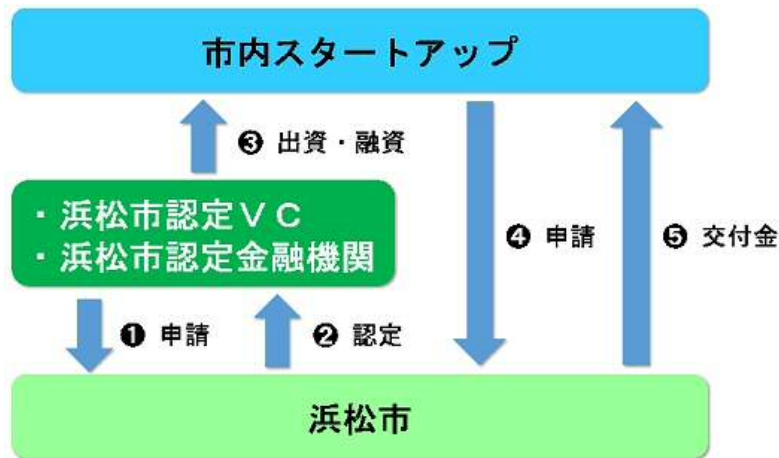 市内スタートアップ
❸ 出資・融資
・浜松市認定ＶＣ
・浜松市認定金融機関
❹ 申請
❺ 交付金
❶ 申請
❷ 認定
浜松市